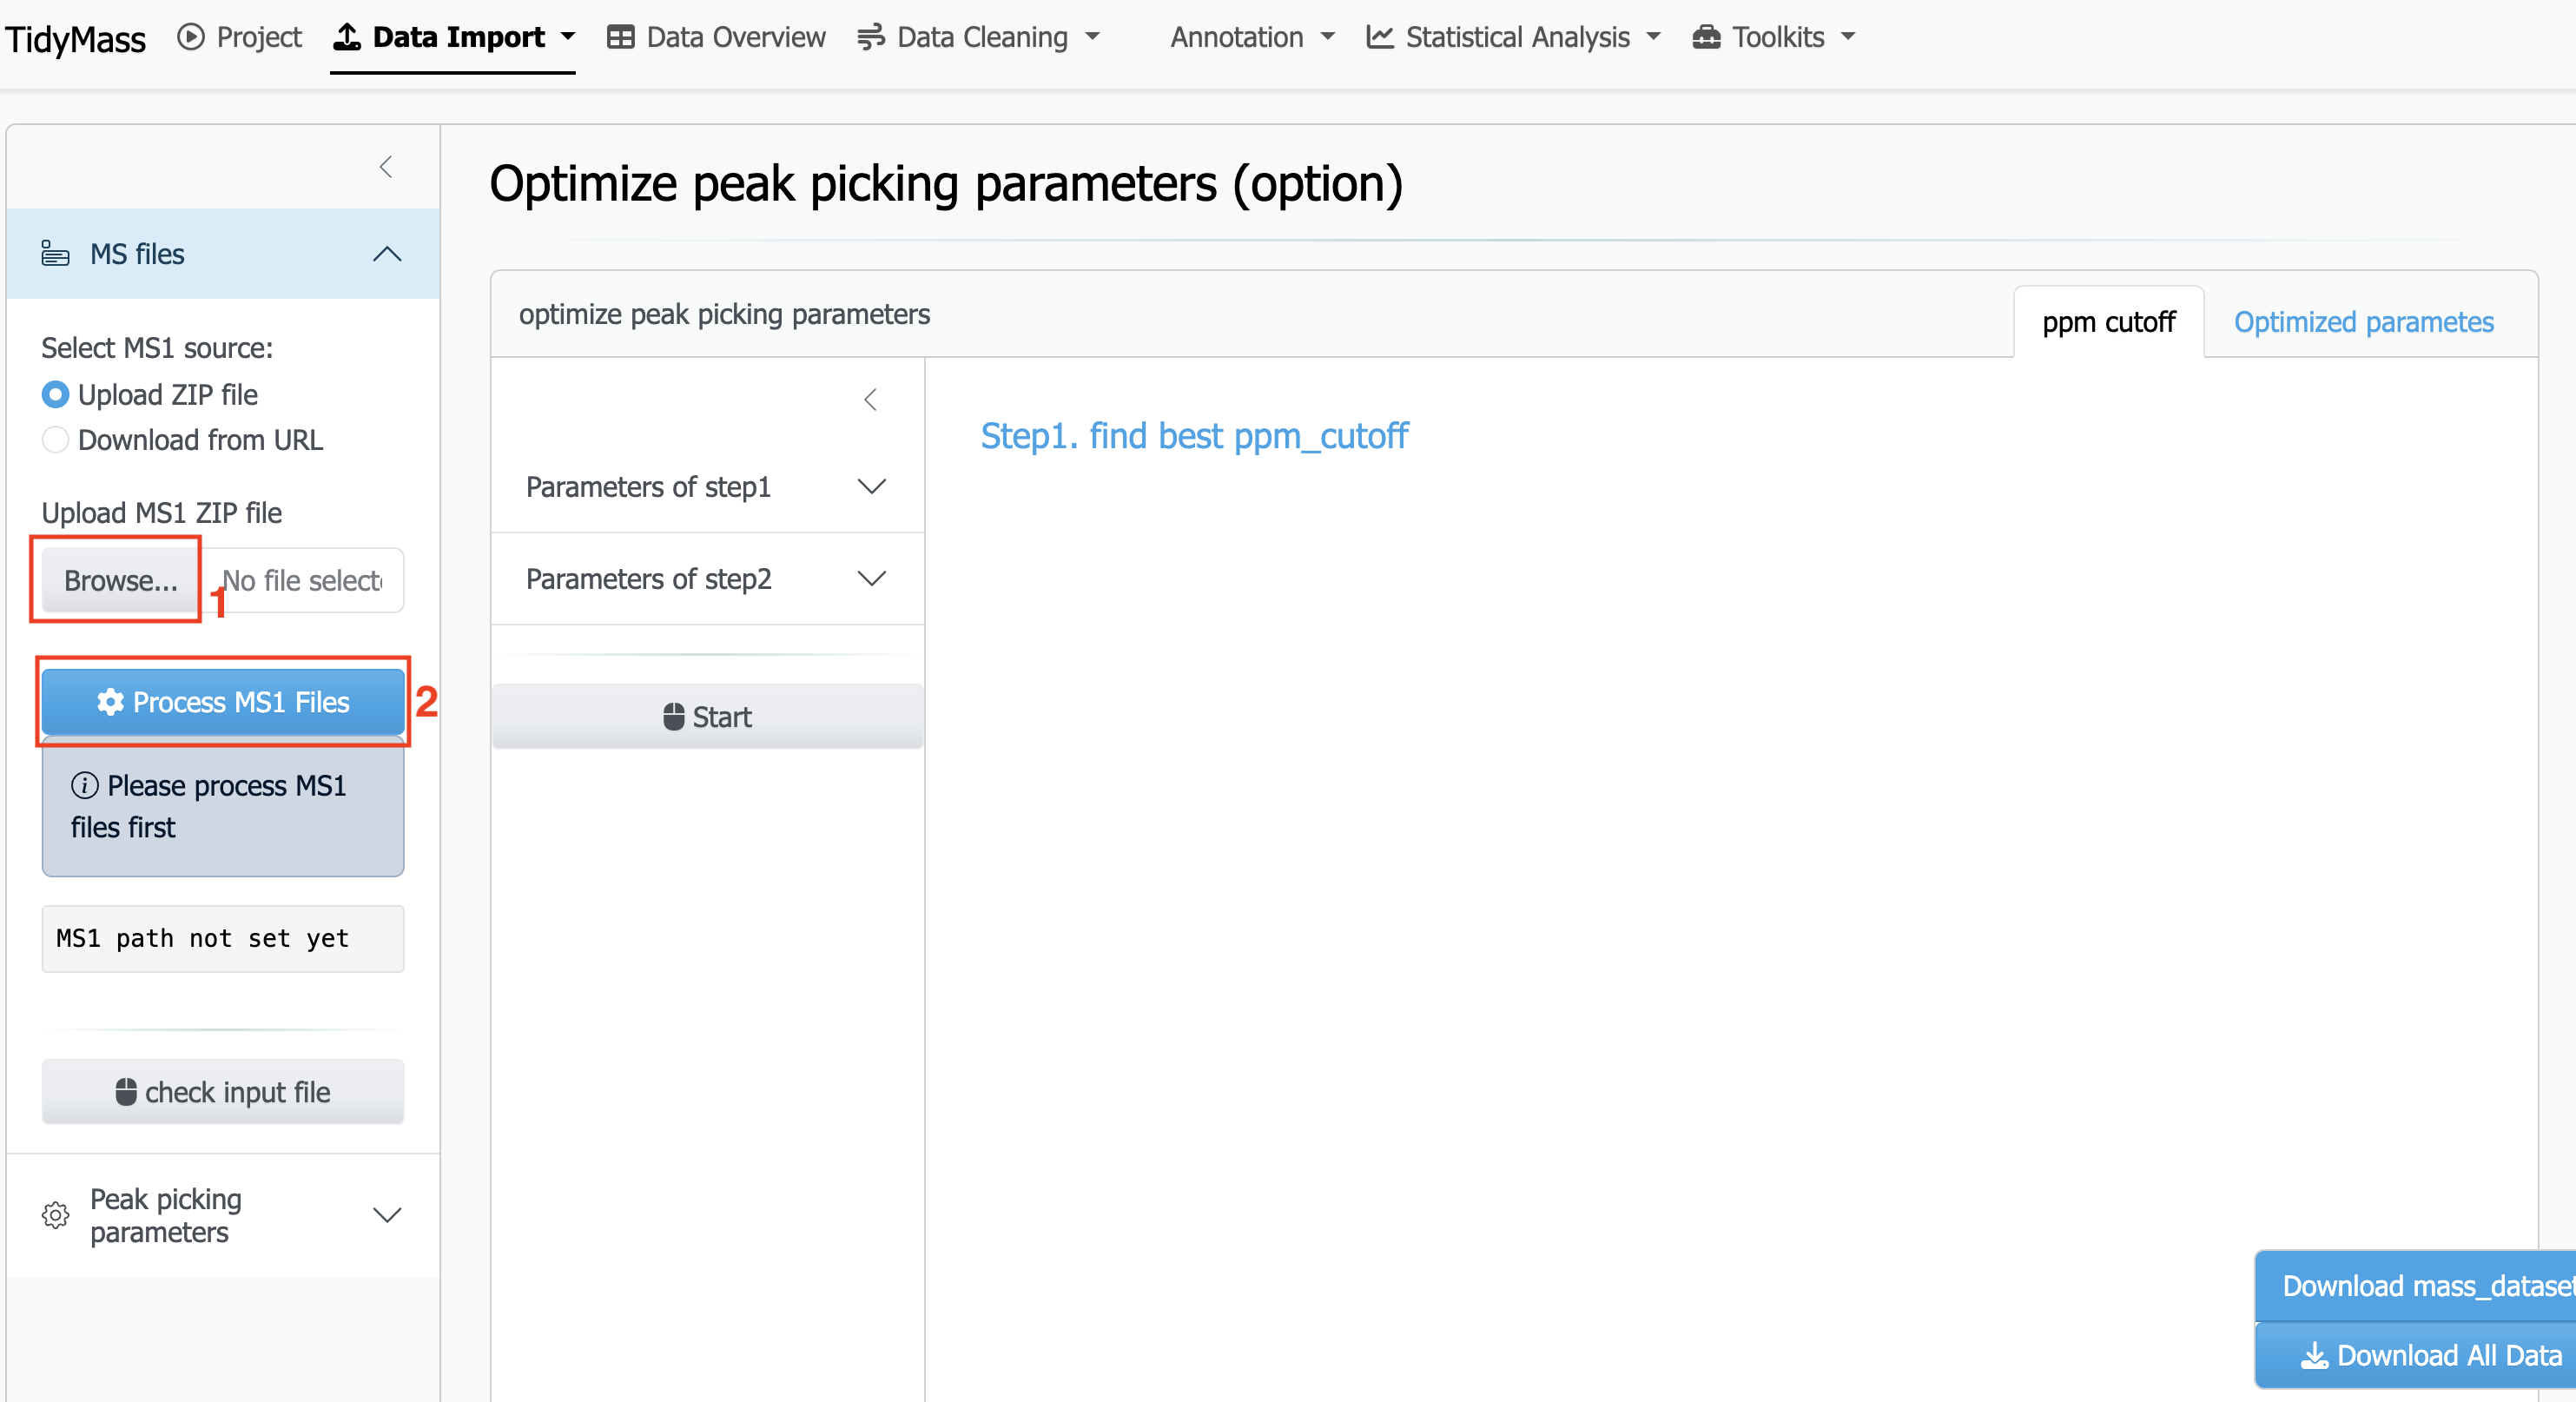 TidyMass Project Data Import Data Overview Data Cleaning Annotation Statistical Analysis Toolkits
MS files
Select MS1 source:
Upload ZIP file
Download from URL
Upload MS1 ZIP file
Browse... No file select
1
Process MS1 Files
2
Please process MS1
files first
MS1 path not set yet
check input file
Peak picking
parameters
Optimize peak picking parameters (option)
optimize peak picking parameters
ppm cutoff
Optimized parametes
Parameters of step1
Parameters of step2
Start
Step1. find best ppm_cutoff
Download mass_dataset
Download All Data